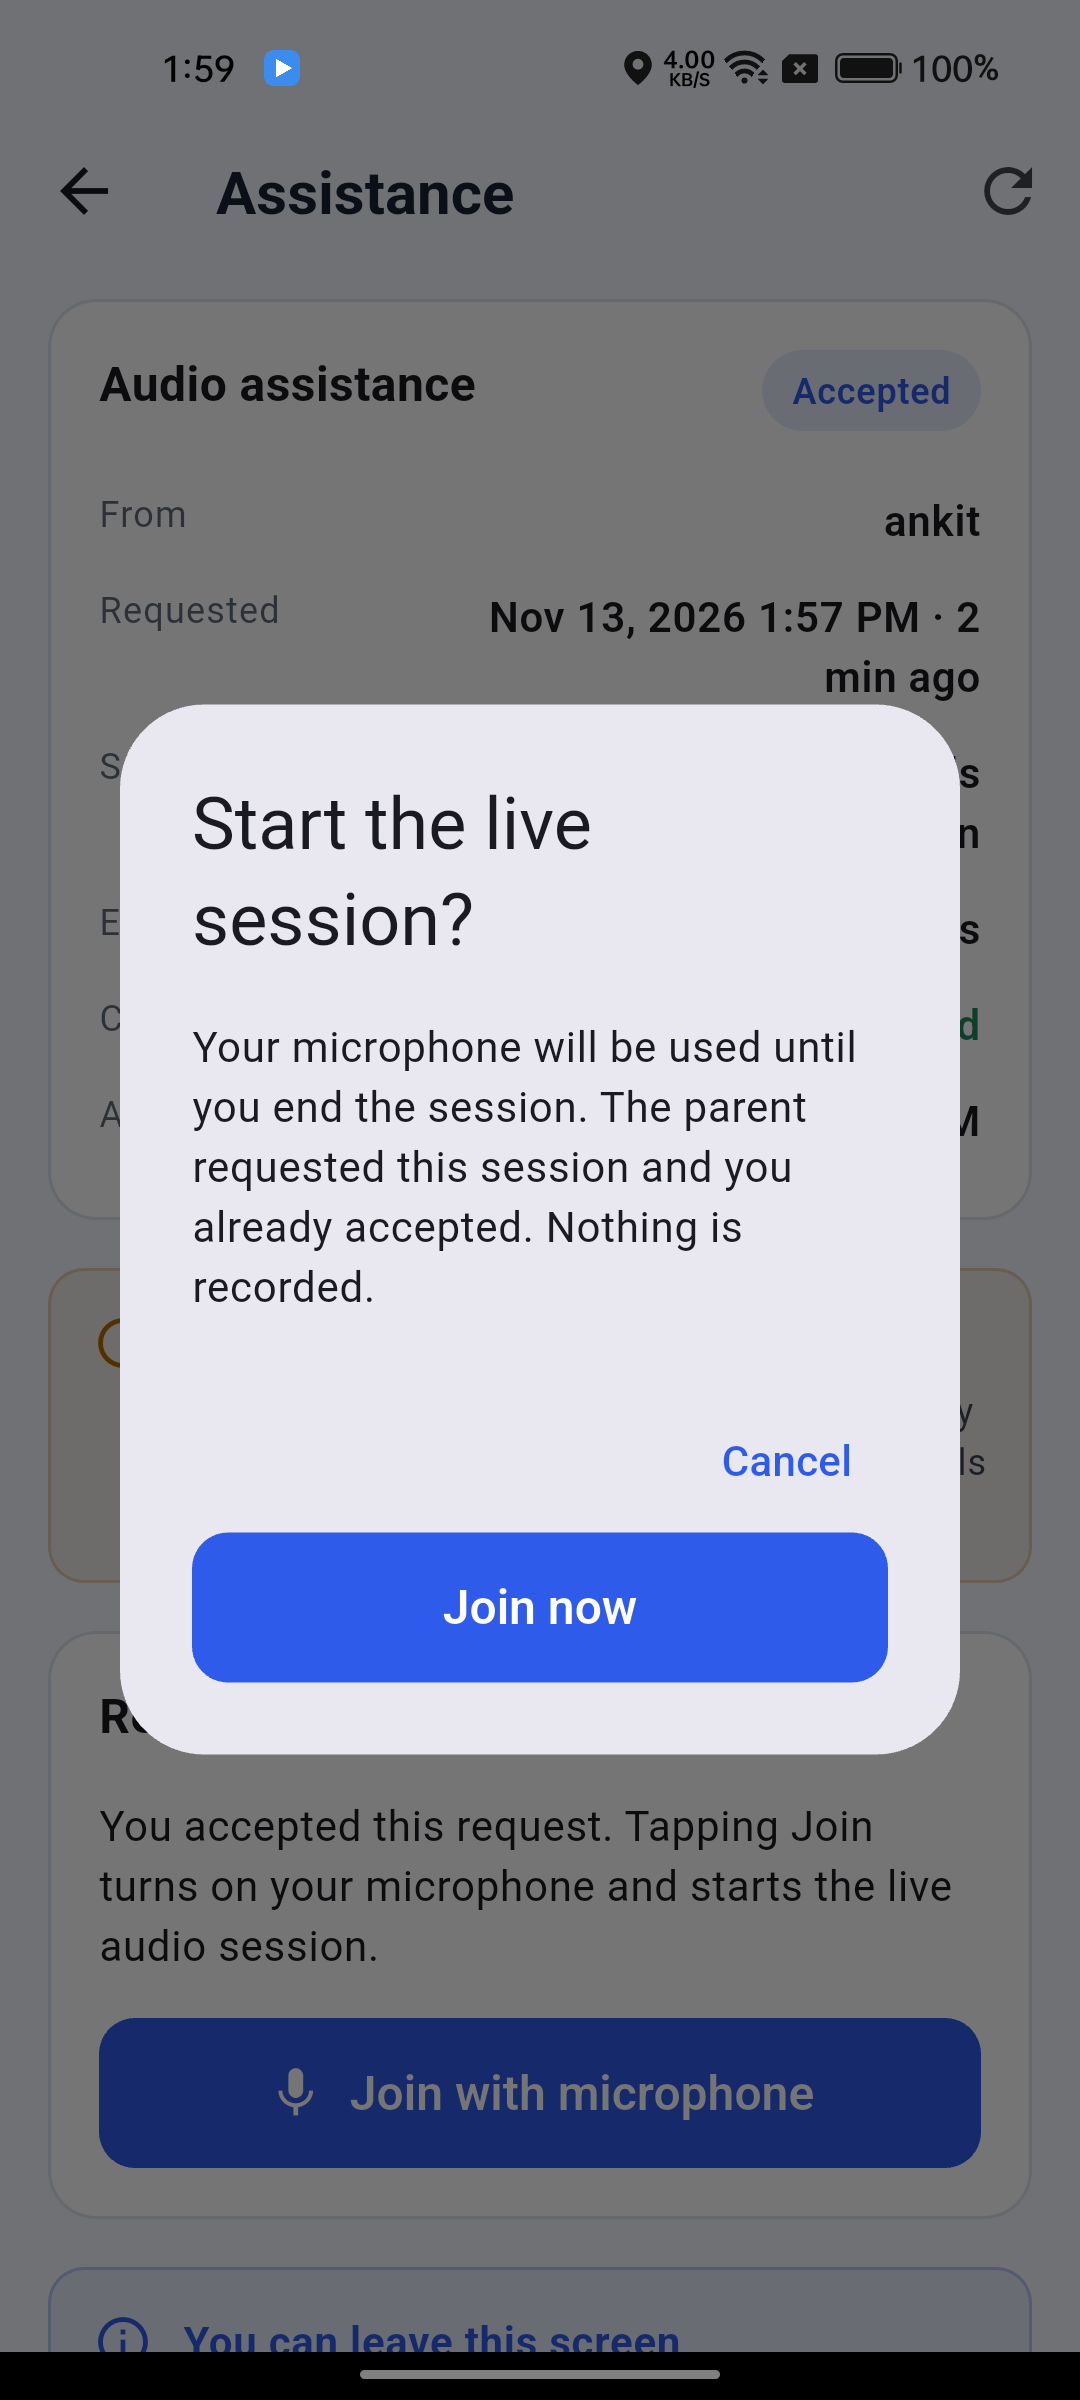 1:59
4.00
KB/S
100%
Assistance
Audio assistance
Accepted
From
ankit
Requested
Nov 13, 2026 1:57 PM · 2
min ago
Start the live
session?
Your microphone will be used until
you end the session. The parent
requested this session and you
already accepted. Nothing is
recorded.
Cancel
Join now
You accepted this request. Tapping Join
turns on your microphone and starts the live
audio session.
Join with microphone
You can leave this screen